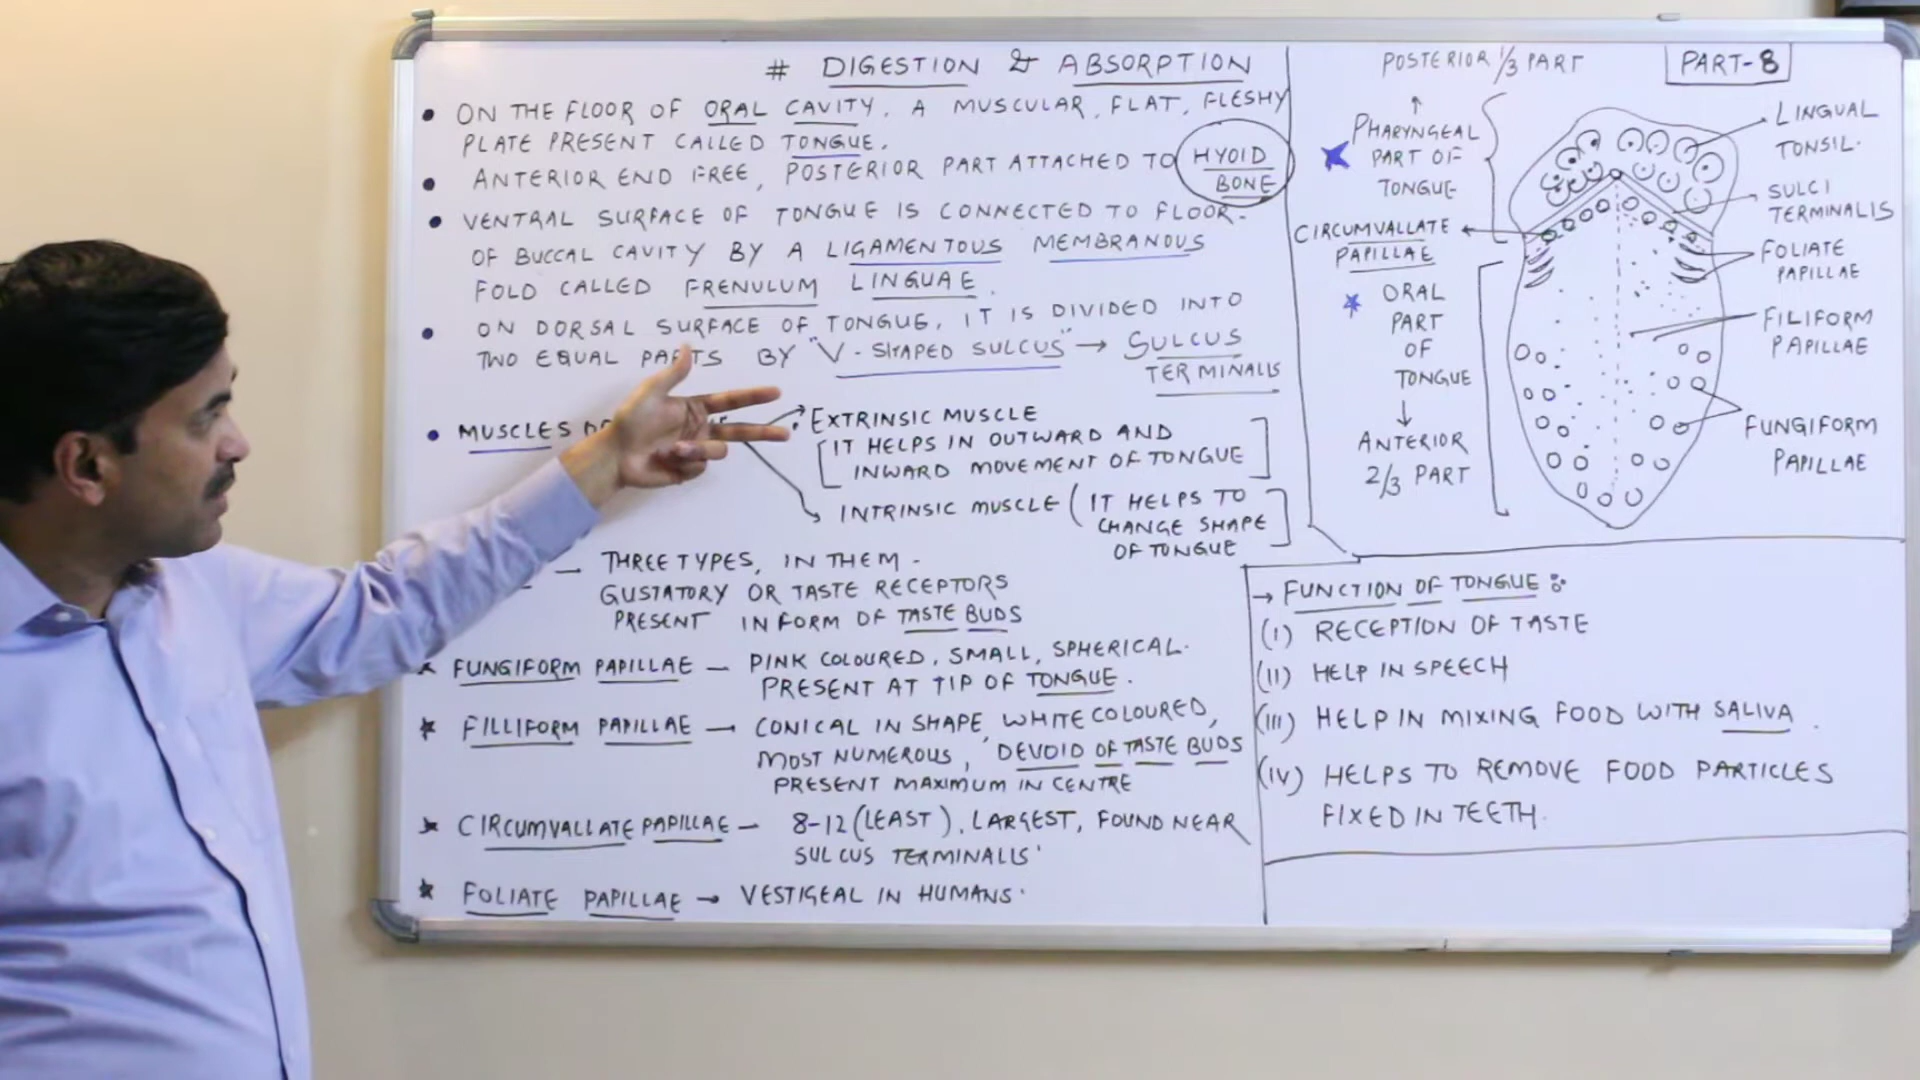 # DIGESTION & ABSORPTION
• ON THE FLOOR OF ORAL CAVITY, A MUSCULAR, FLAT, FLESHY
PLATE PRESENT CALLED TONGUE.
• ANTERIOR END FREE, POSTERIOR PART ATTACHED TO HYOID
BONE
• VENTRAL SURFACE OF TONGUE IS CONNECTED TO FLOOR-
OF BUCCAL CAVITY BY A LIGAMENTOUS MEMBRANOUS
FOLD CALLED FRENULUM LINGUAE.
• ON DORSAL SURFACE OF TONGUE, IT IS DIVIDED INTO
TWO EQUAL PARTS BY "V-SHAPED SULCUS" → SULCUS
TERMINALIS
• MUSCLES
EXTRINSIC MUSCLE
[IT HELPS IN OUTWARD AND
INWARD MOVEMENT OF TONGUE]
INTRINSIC MUSCLE (IT HELPS TO
CHANGE SHAPE
OF TONGUE
— THREE TYPES, IN THEM -
GUSTATORY OR TASTE RECEPTORS
PRESENT IN FORM OF TASTE BUDS
* FUNGIFORM PAPILLAE — PINK COLOURED, SMALL, SPHERICAL.
PRESENT AT TIP OF TONGUE.
* FILLIFORM PAPILLAE → CONICAL IN SHAPE, WHITE COLOURED,
MOST NUMEROUS, DEVOID OF TASTE BUDS
PRESENT MAXIMUM IN CENTRE
* CIRCUMVALLATE PAPILLAE — 8-12 (LEAST), LARGEST, FOUND NEAR
SULCUS TERMINALIS
* FOLIATE PAPILLAE → VESTIGEAL IN HUMANS.
POSTERIOR 1/3 PART
PART-8
PHARYNGEAL
PART OF
TONGUE
CIRCUMVALLATE
PAPILLAE
ORAL
PART
OF
TONGUE
ANTERIOR
2/3 PART
LINGUAL
TONSIL.
SULCI
TERMINALIS
FOLIATE
PAPILLAE
FILIFORM
PAPILLAE
FUNGIFORM
PAPILLAE
→ FUNCTION OF TONGUE :
(I) RECEPTION OF TASTE
(II) HELP IN SPEECH
(III) HELP IN MIXING FOOD WITH SALIVA.
(IV) HELPS TO REMOVE FOOD PARTICLES
FIXED IN TEETH.